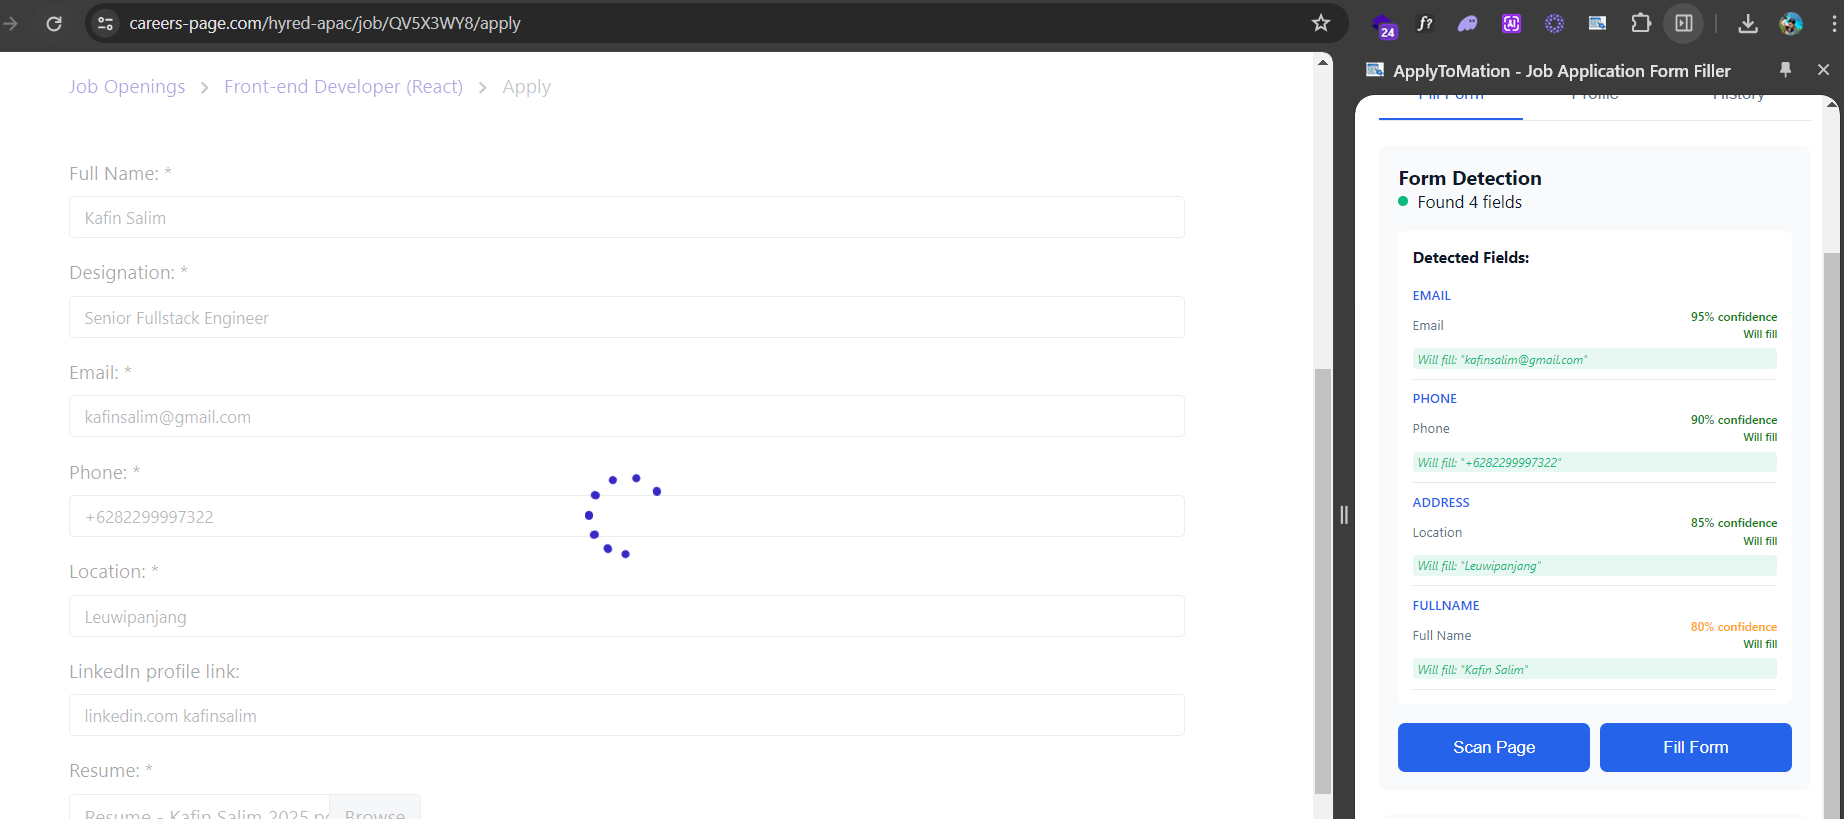 careers-page.com/hyred-apac/job/QV5X3WY8/apply
24
f?
AI
ApplyToMation - Job Application Form Filler
Fill Form Profile History
Job Openings > Front-end Developer (React) > Apply
Full Name: *
Kafin Salim
Designation: *
Senior Fullstack Engineer
Email: *
kafinsalim@gmail.com
Phone: *
+6282299997322
Location: *
Leuwipanjang
LinkedIn profile link:
linkedin.com kafinsalim
Resume: *
Resume - Kafin Salim 2025 Browse
Form Detection
Found 4 fields
Detected Fields:
EMAIL
95% confidence
Email
Will fill
Will fill: "kafinsalim@gmail.com"
PHONE
90% confidence
Phone
Will fill
Will fill: "+6282299997322"
ADDRESS
85% confidence
Location
Will fill
Will fill: "Leuwipanjang"
FULLNAME
80% confidence
Full Name
Will fill
Will fill: "Kafin Salim"
Scan Page Fill Form